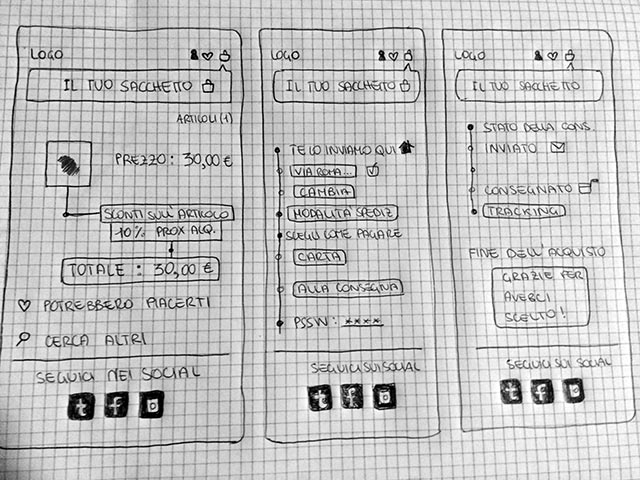 LOGO
IL TUO SACCHETTO
ARTICOLI (1)
PREZZO : 30,00 €
SCONTI SULL'ARTICOLO
10% PROX ACQ.
TOTALE : 30,00 €
POTREBBERO PIACERTI
CERCA ALTRI
SEGUICI NEI SOCIAL
t f
LOGO
IL TUO SACCHETTO
TE LO INVIAMO QUI
VIA ROMA...
CAMBIA
MODALITÀ SPEDIZ
SCEGLI COME PAGARE
CARTA
ALLA CONSEGNA
PSSW : ****
SEGUICI SUI SOCIAL
t f
LOGO
IL TUO SACCHETTO
STATO DELLA CONS.
INVIATO
CONSEGNATO
TRACKING
FINE DELL'ACQUISTO
GRAZIE PER
AVERCI
SCELTO!
SEGUICI SUI SOCIAL
t f